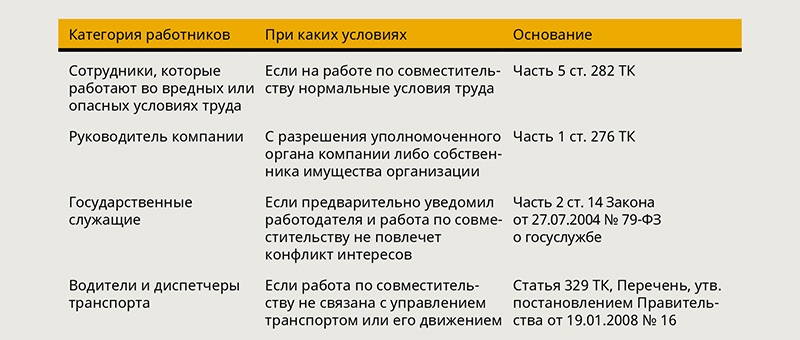 Категория работников При каких условиях Основание
Сотрудники, которые Если на работе по совместитель- Часть 5 ст. 282 ТК
работают во вредных или ству нормальные условия труда
опасных условиях труда
Руководитель компании С разрешения уполномоченного Часть 1 ст. 276 ТК
органа компании либо собствен-
ника имущества организации
Государственные Если предварительно уведомил Часть 2 ст. 14 Закона
служащие работодателя и работа по совме- от 27.07.2004 № 79-ФЗ
стительству не повлечет о госслужбе
конфликт интересов
Водители и диспетчеры Если работа по совместитель- Статья 329 ТК, Перечень, утв.
транспорта ству не связана с управлением постановлением Правитель-
транспортом или его движением ства от 19.01.2008 № 16